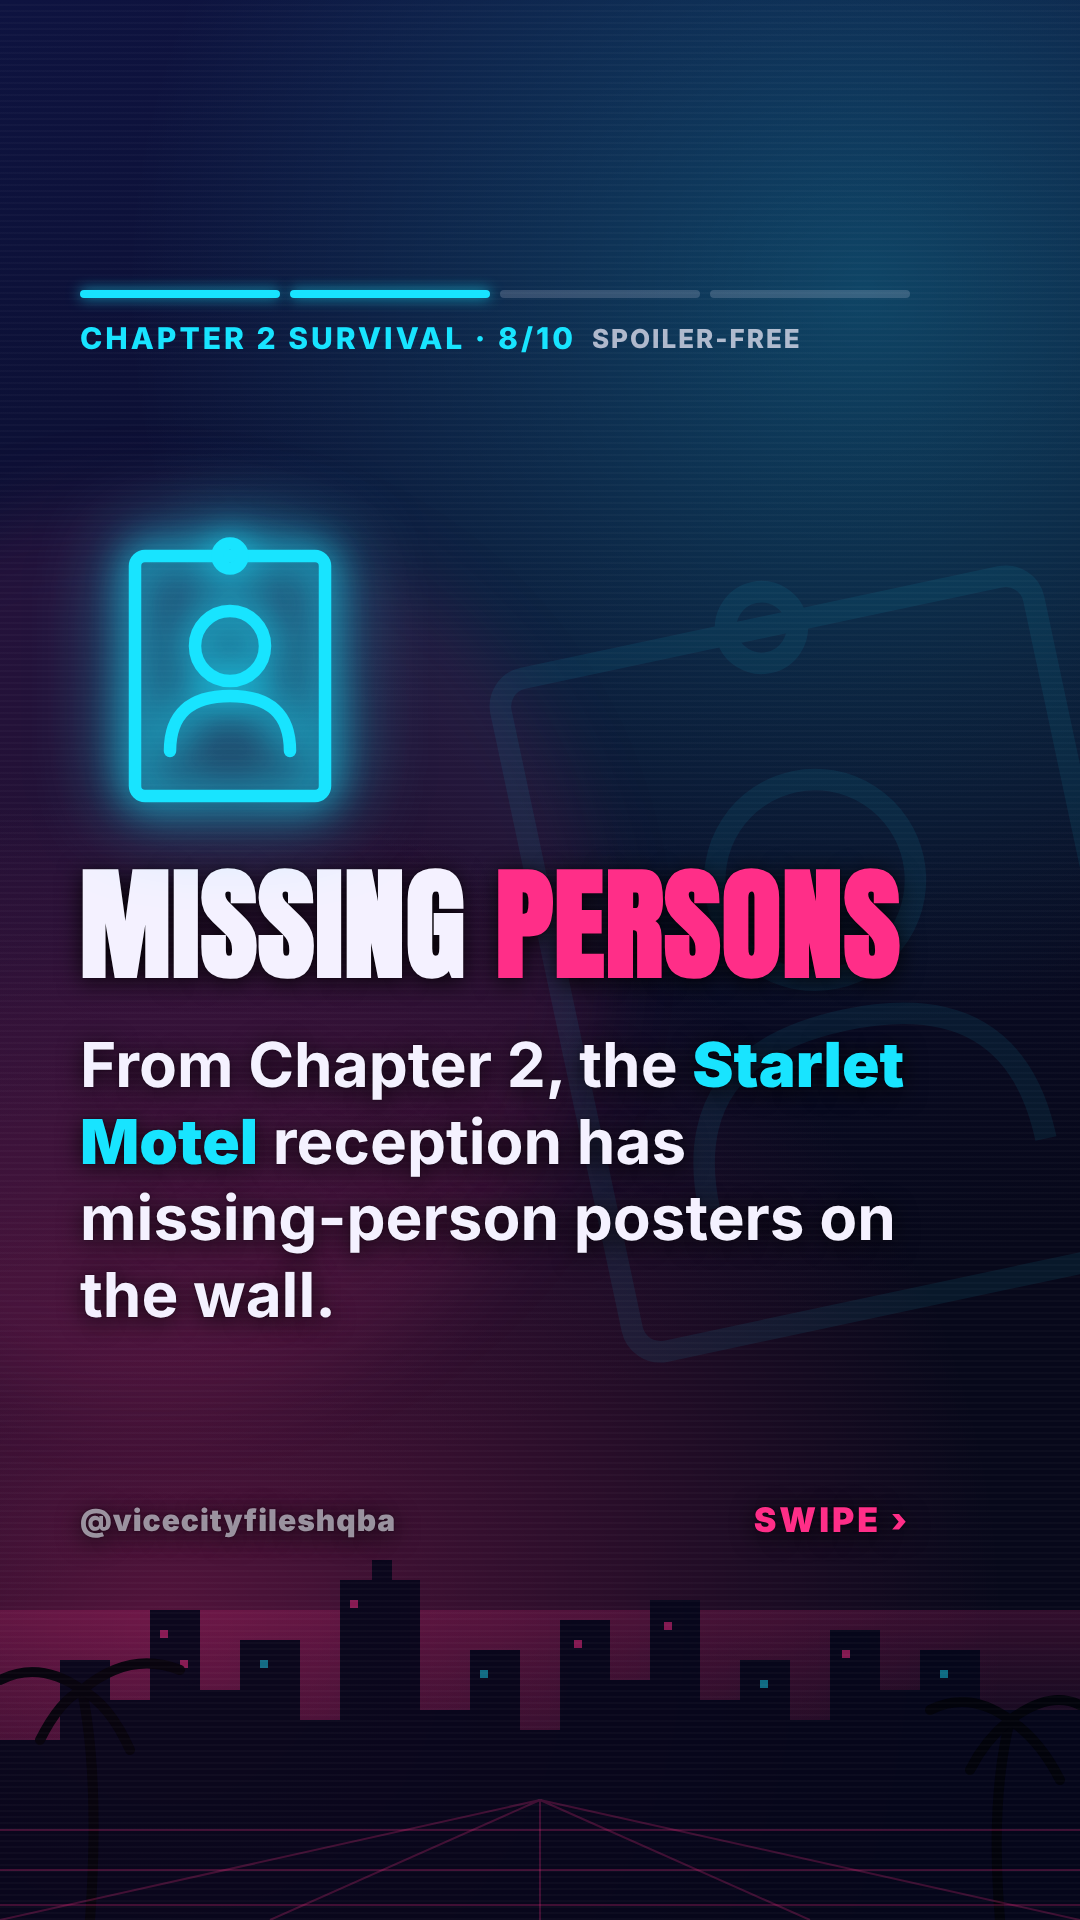 CHAPTER 2 SURVIVAL · 8/10 SPOILER-FREE
MISSING PERSONS
From Chapter 2, the Starlet
Motel reception has
missing-person posters on
the wall.
@vicecityfileshqba
SWIPE ›